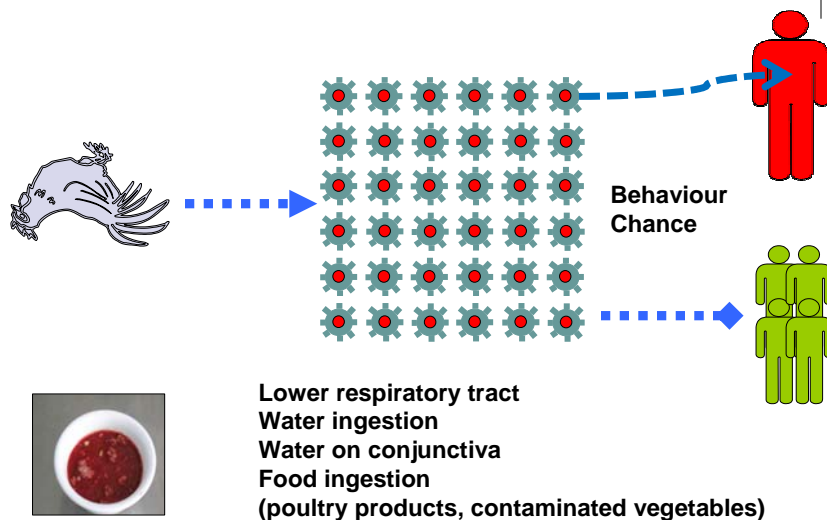 Behaviour
Chance
Lower respiratory tract
Water ingestion
Water on conjunctiva
Food ingestion
(poultry products, contaminated vegetables)